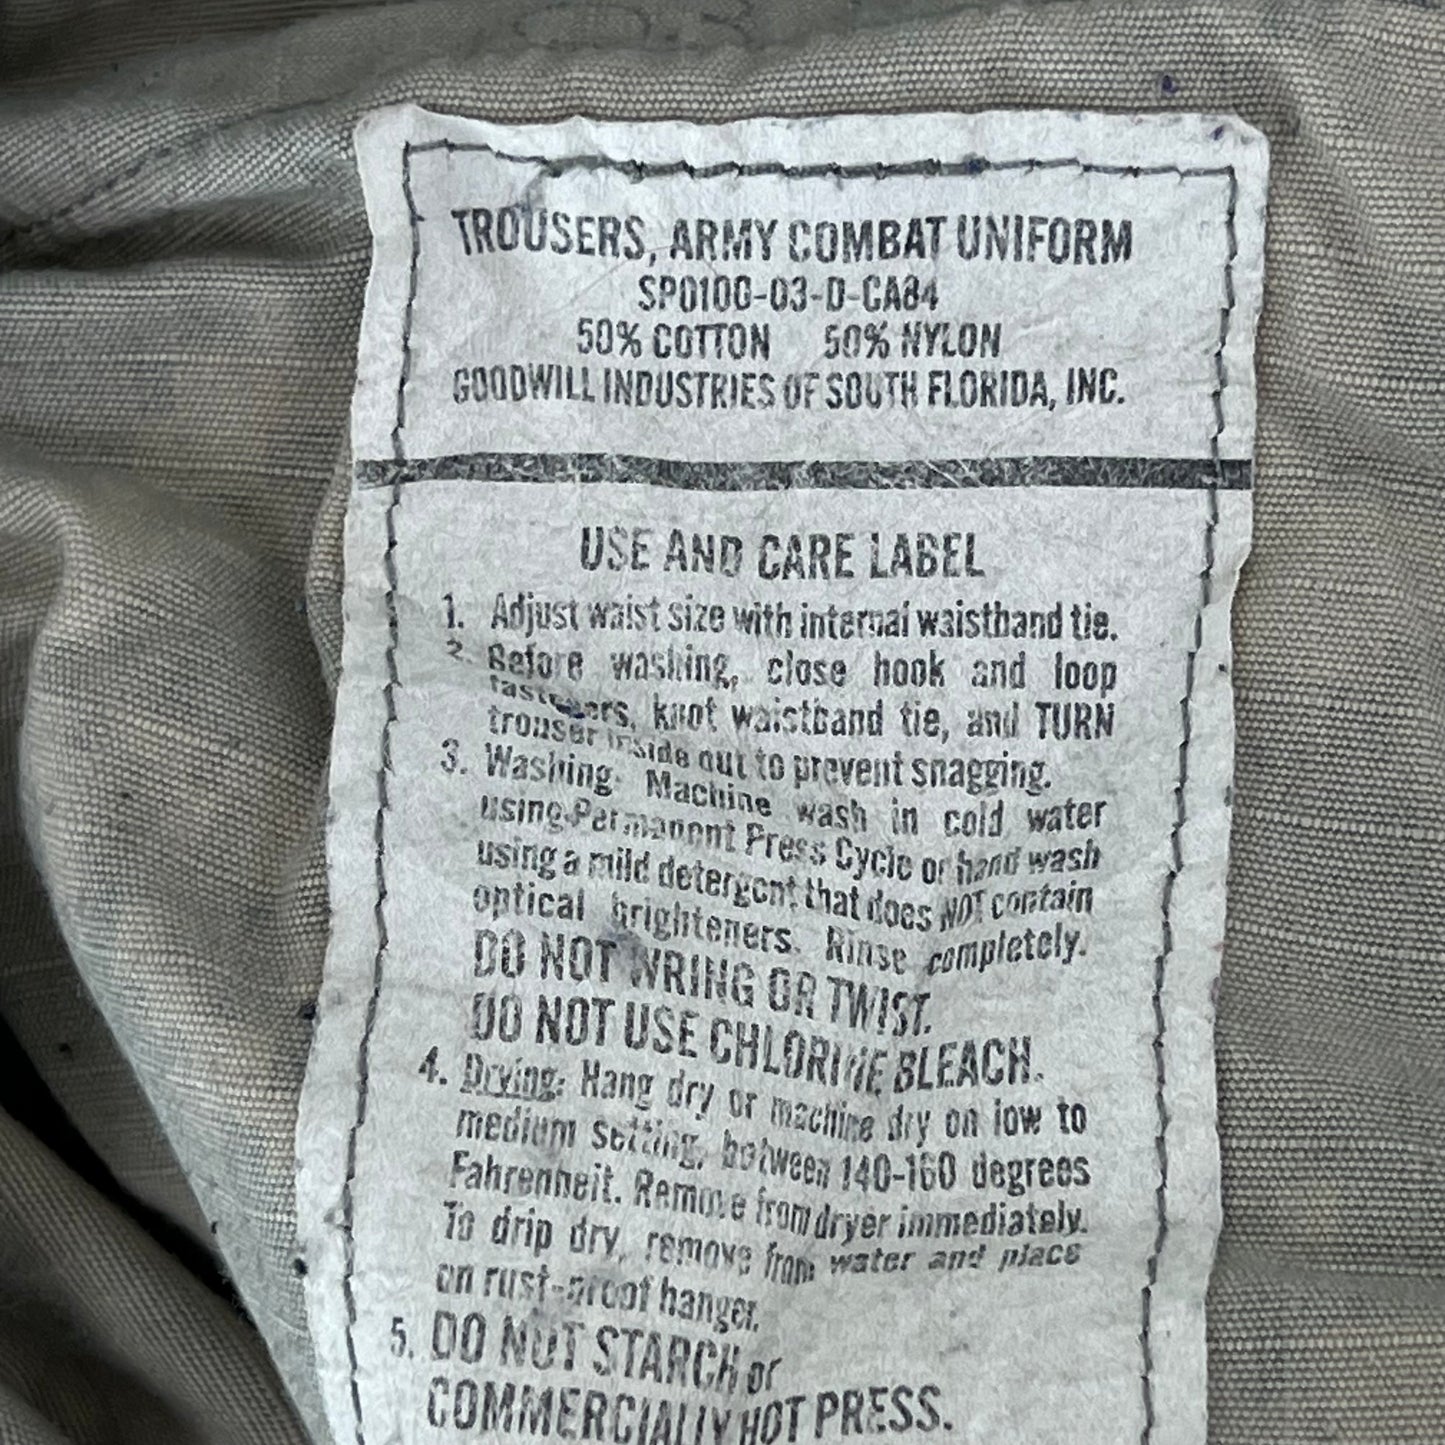 TROUSERS, ARMY COMBAT UNIFORM
SP0100-03-D-CA84
50% COTTON 50% NYLON
GOODWILL INDUSTRIES OF SOUTH FLORIDA, INC.
USE AND CARE LABEL
1. Adjust waist size with internal waistband tie.
2. Before washing, close hook and loop
fasteners, knot waistband tie, and TURN
trouser inside out to prevent snagging.
3. Washing: Machine wash in cold water
using Permanent Press Cycle or hand wash
using a mild detergent that does NOT contain
optical brighteners. Rinse completely.
DO NOT WRING OR TWIST.
DO NOT USE CHLORINE BLEACH.
4. Drying: Hang dry or machine dry on low to
medium setting, between 140-160 degrees
Fahrenheit. Remove from dryer immediately.
To drip dry, remove from water and place
on rust-proof hanger.
5. DO NOT STARCH or
COMMERCIALLY HOT PRESS.